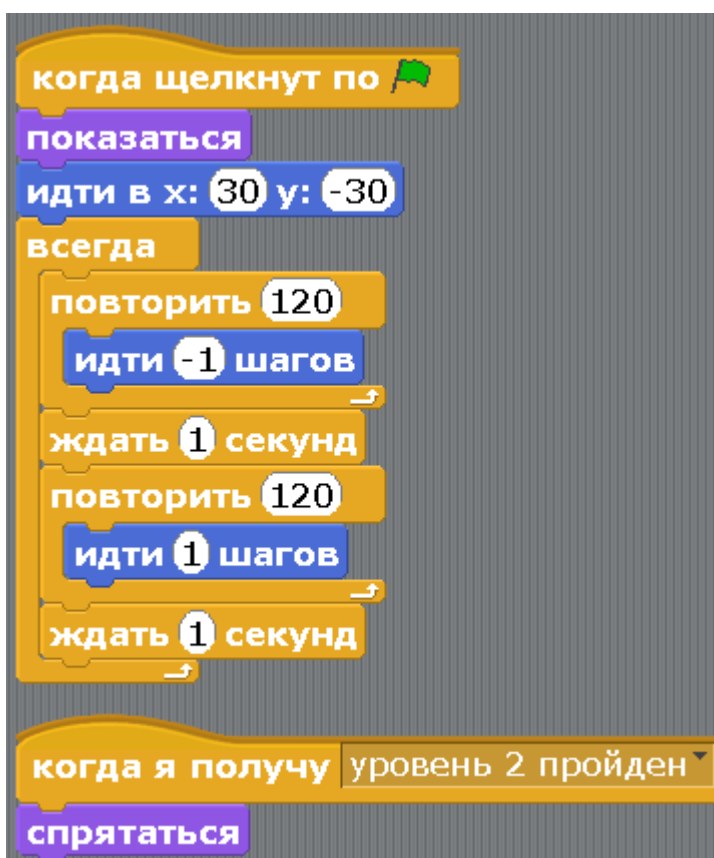 когда щелкнут по
показаться
идти в x: 30 y: -30
всегда
повторить 120
идти -1 шагов
ждать 1 секунд
повторить 120
идти 1 шагов
ждать 1 секунд
когда я получу уровень 2 пройден
спрятаться